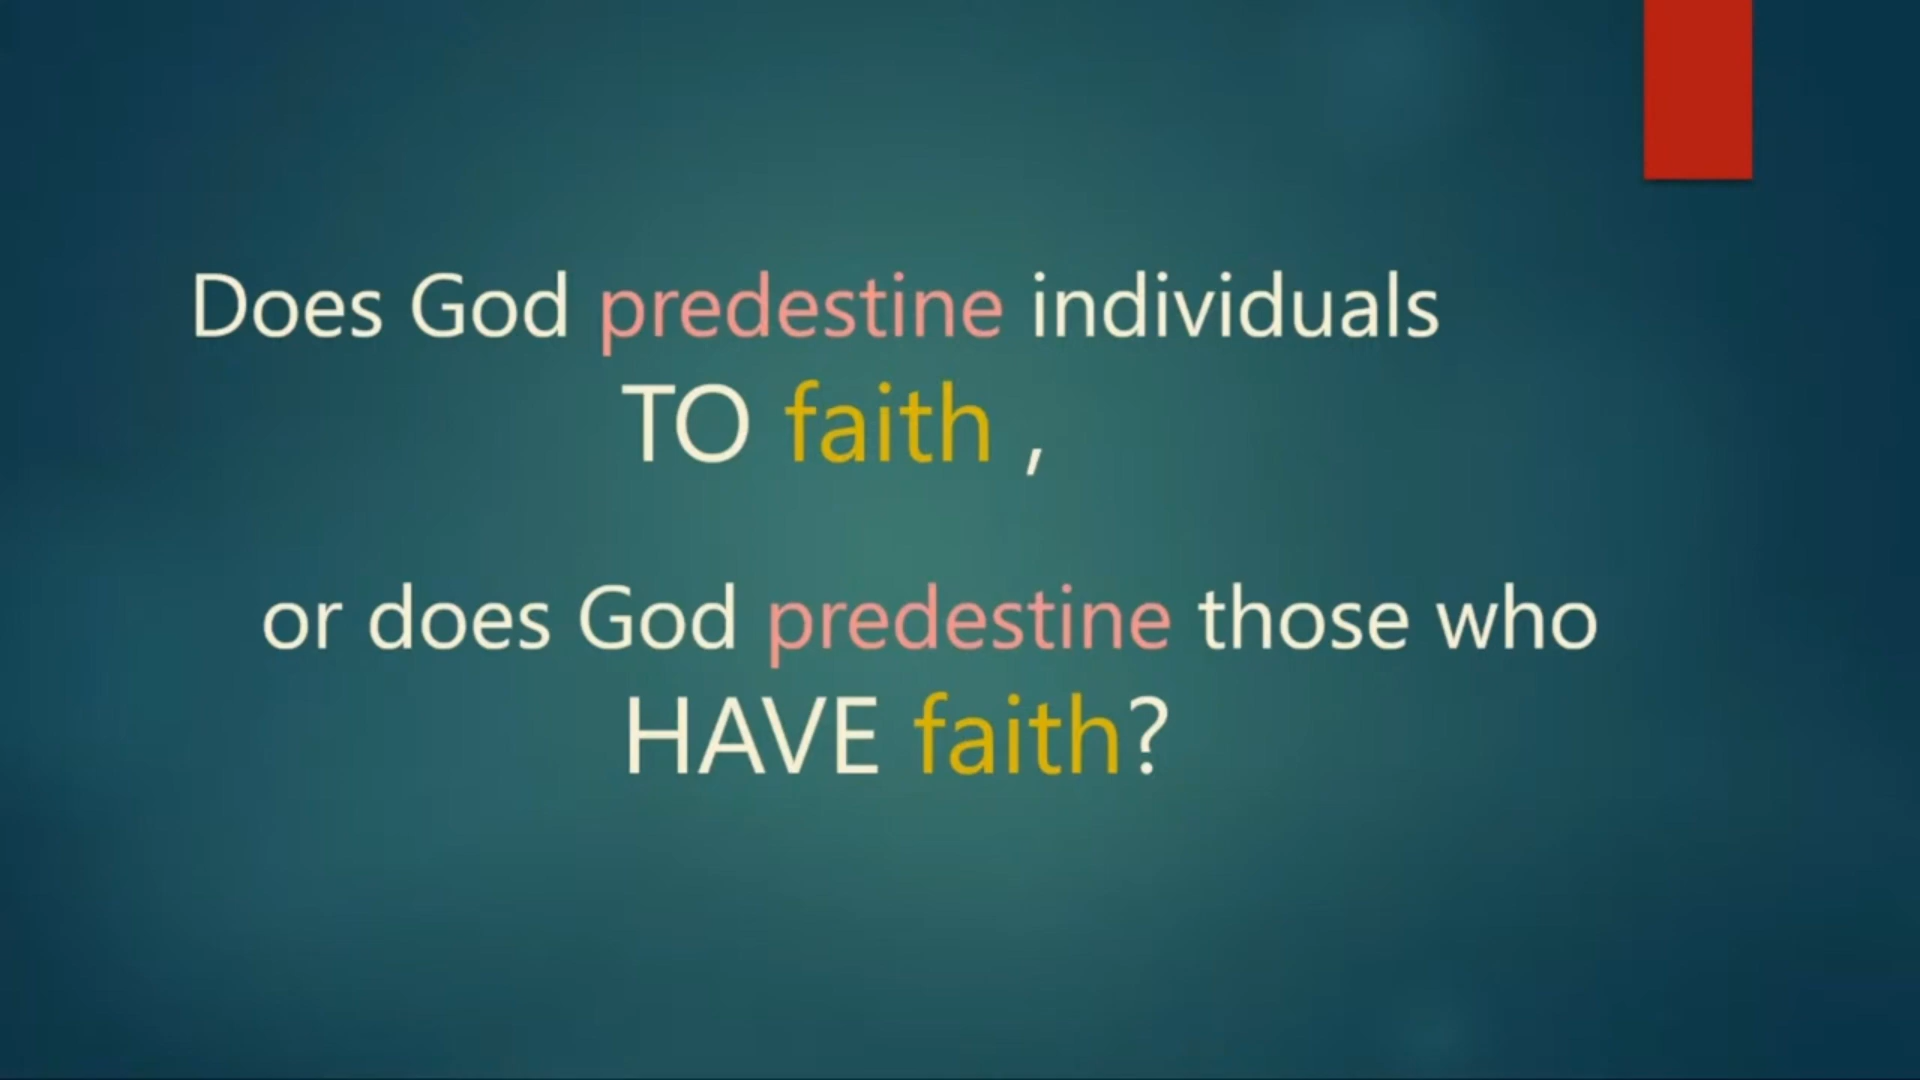 Does God predestine individuals
TO faith ,
or does God predestine those who
HAVE faith?